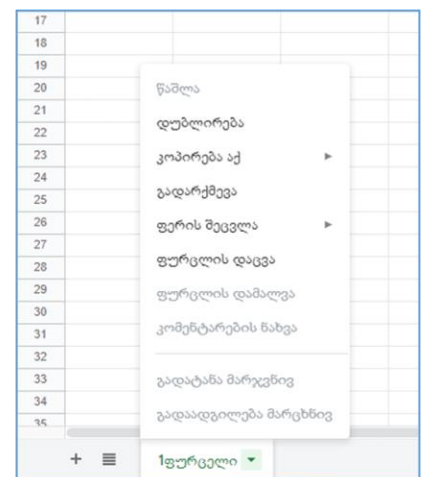 17
18
19
20
21
22
23
24
25
26
27
28
29
30
31
32
33
34
35
წაშლა
დუბლირება
კოპირება აქ
გადარქმევა
ფერის შეცვლა
ფურცლის დაცვა
ფურცლის დამალვა
კომენტარების ნახვა
გადატანა მარჯვნივ
გადაადგილება მარცხნივ
1ფურცელი